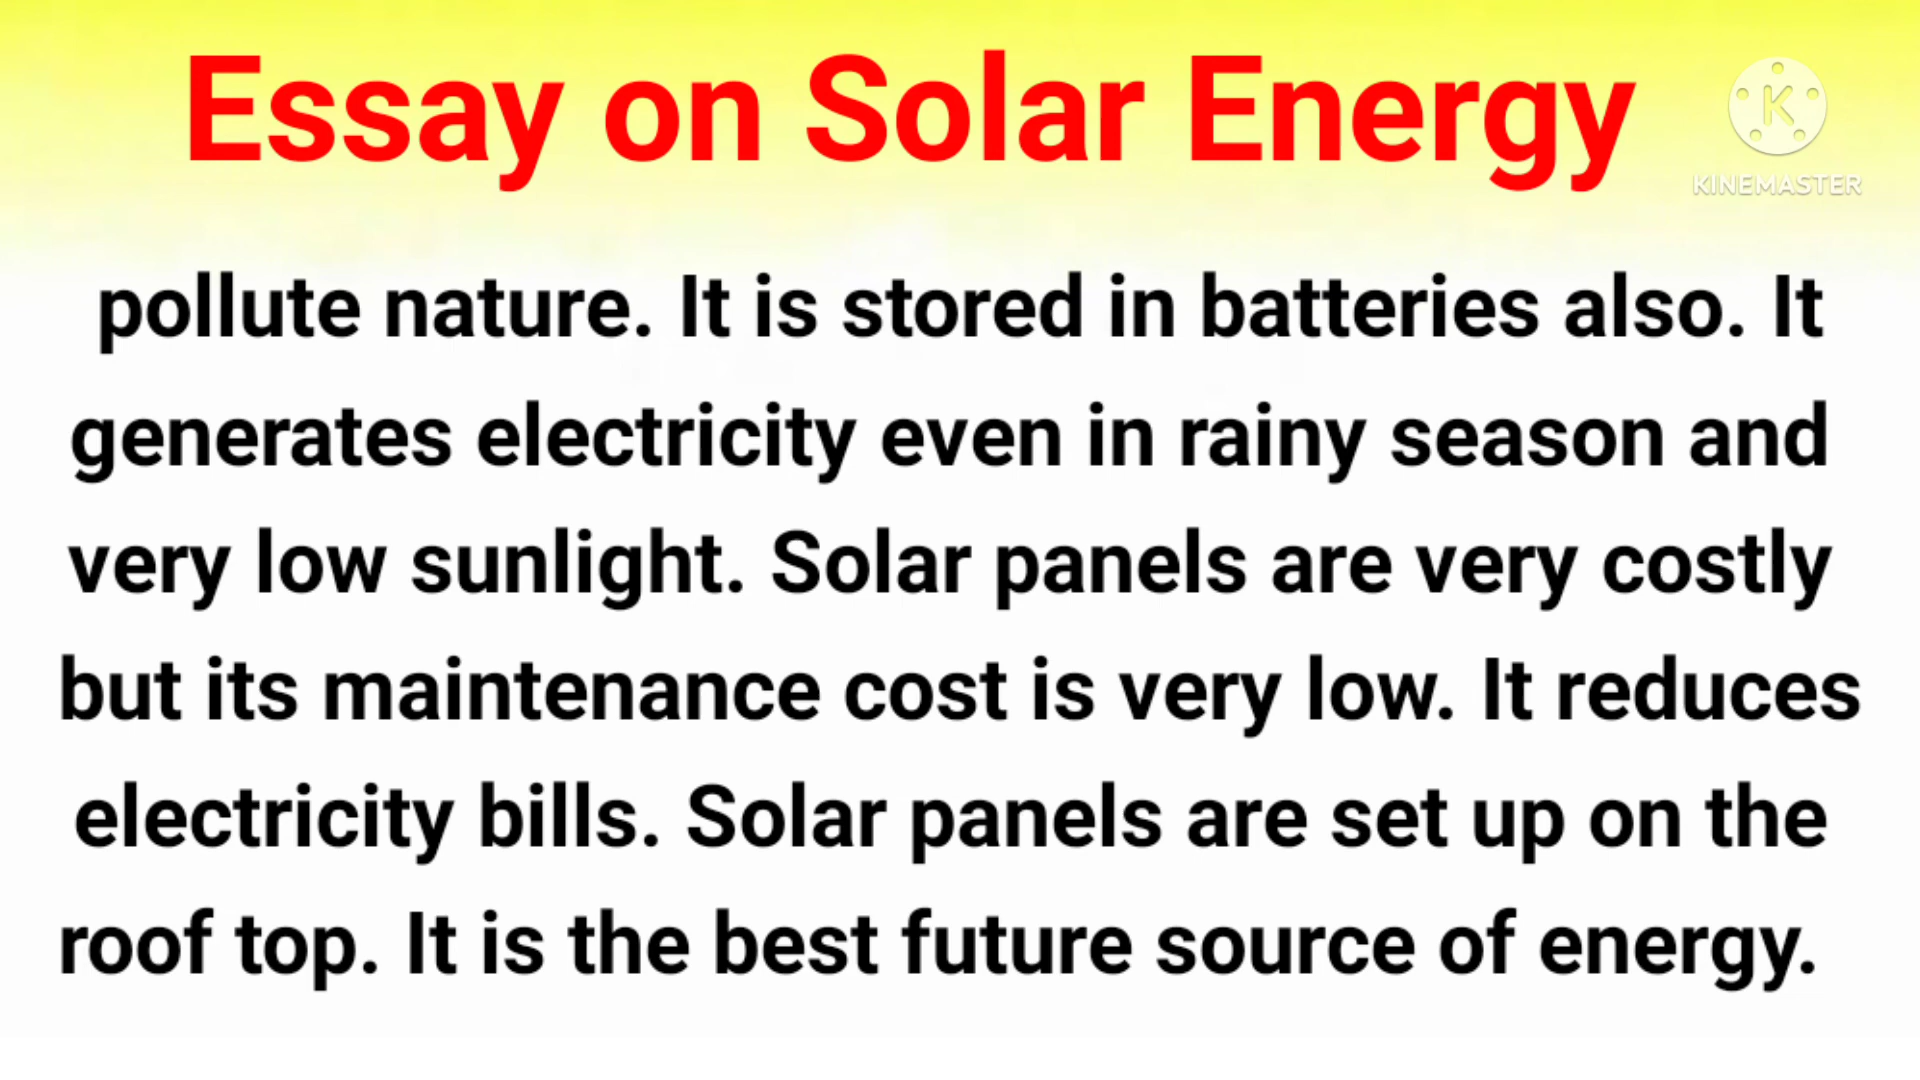 Essay on Solar Energy
K
KINEMASTER
pollute nature. It is stored in batteries also. It
generates electricity even in rainy season and
very low sunlight. Solar panels are very costly
but its maintenance cost is very low. It reduces
electricity bills. Solar panels are set up on the
roof top. It is the best future source of energy.